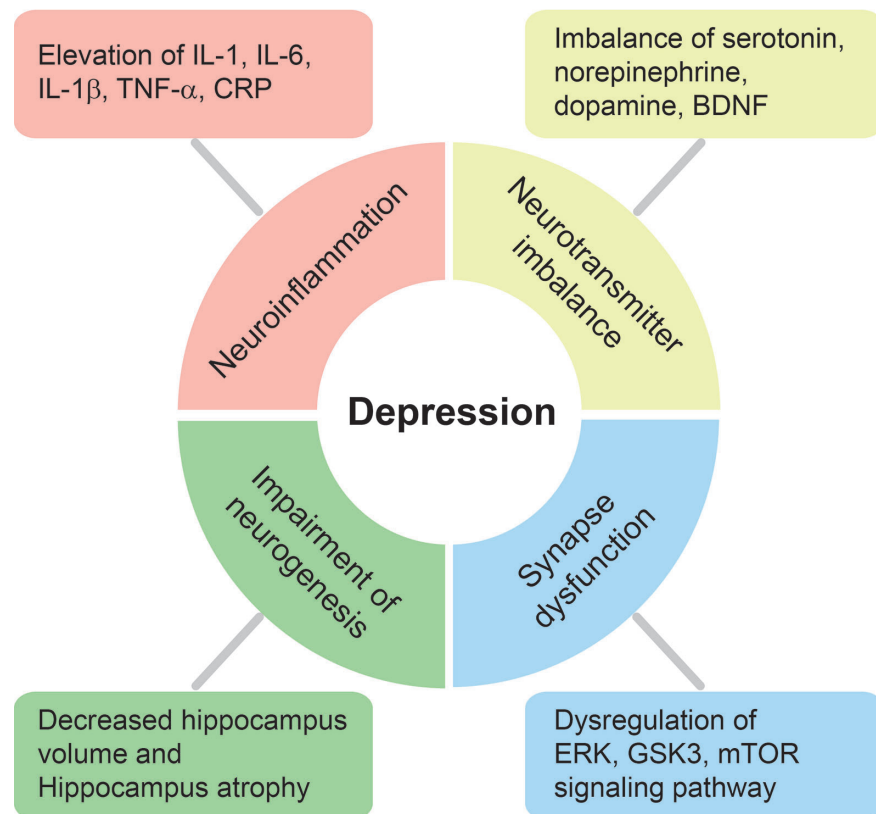 Elevation of IL-1, IL-6,
IL-1β, TNF-α, CRP
Imbalance of serotonin,
norepinephrine,
dopamine, BDNF
Neuroinflammation
Neurotransmitter
imbalance
Depression
Impairment of
neurogenesis
Synapse
dysfunction
Decreased hippocampus
volume and
Hippocampus atrophy
Dysregulation of
ERK, GSK3, mTOR
signaling pathway